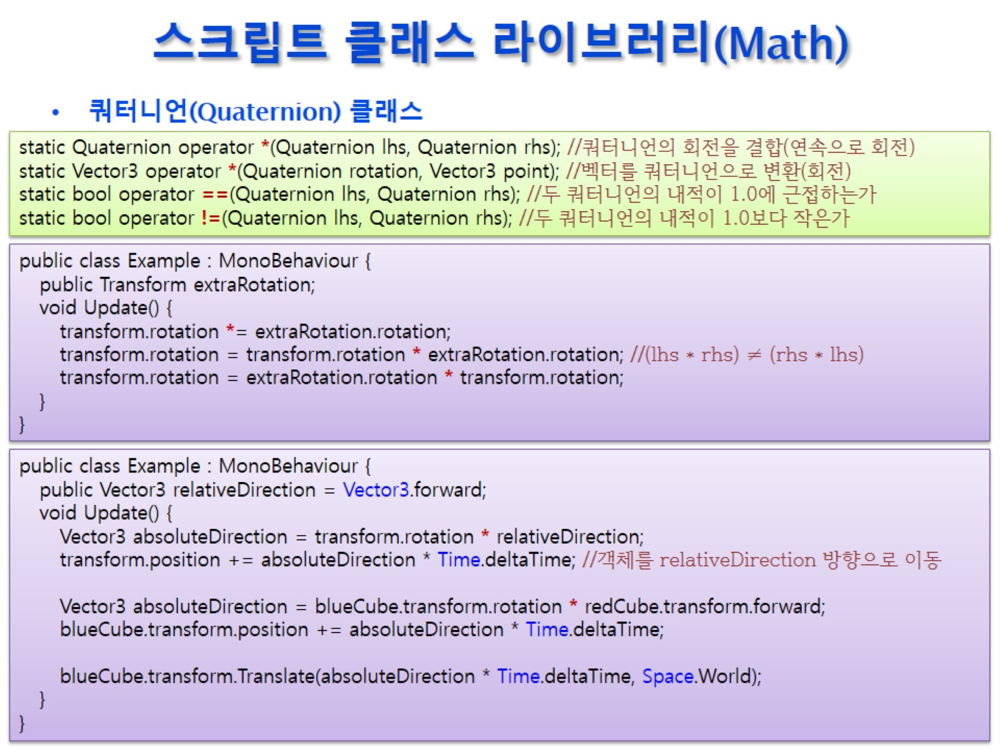 스크립트 클래스 라이브러리(Math)
• 쿼터니언(Quaternion) 클래스
static Quaternion operator *(Quaternion lhs, Quaternion rhs); //쿼터니언의 회전을 결합(연속으로 회전)
static Vector3 operator *(Quaternion rotation, Vector3 point); //벡터를 쿼터니언으로 변환(회전)
static bool operator ==(Quaternion lhs, Quaternion rhs); //두 쿼터니언의 내적이 1.0에 근접하는가
static bool operator !=(Quaternion lhs, Quaternion rhs); //두 쿼터니언의 내적이 1.0보다 작은가
public class Example : MonoBehaviour {
public Transform extraRotation;
void Update() {
transform.rotation *= extraRotation.rotation;
transform.rotation = transform.rotation * extraRotation.rotation; //(lhs * rhs) ≠ (rhs * lhs)
transform.rotation = extraRotation.rotation * transform.rotation;
}
}
public class Example : MonoBehaviour {
public Vector3 relativeDirection = Vector3.forward;
void Update() {
Vector3 absoluteDirection = transform.rotation * relativeDirection;
transform.position += absoluteDirection * Time.deltaTime; //객체를 relativeDirection 방향으로 이동
Vector3 absoluteDirection = blueCube.transform.rotation * redCube.transform.forward;
blueCube.transform.position += absoluteDirection * Time.deltaTime;
blueCube.transform.Translate(absoluteDirection * Time.deltaTime, Space.World);
}
}